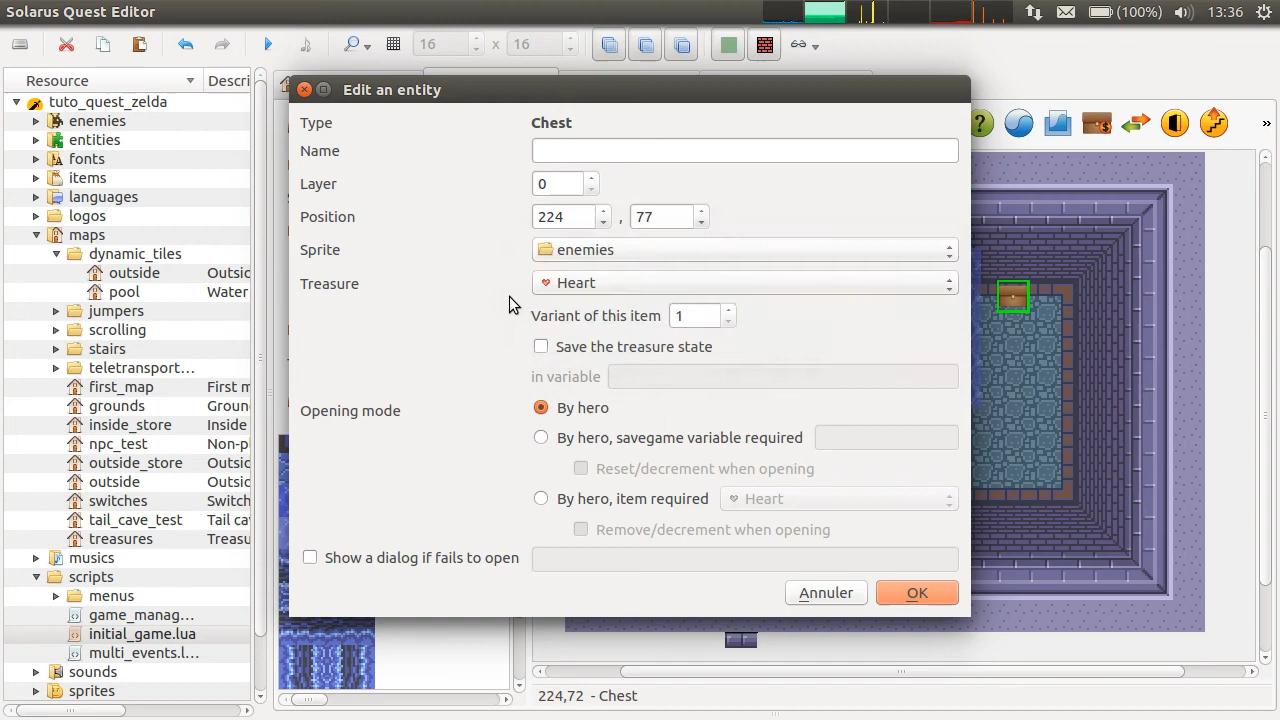 Solarus Quest Editor
(100%)
13:36
16 x 16
Resource
Descri
tuto_quest_zelda
enemies
entities
fonts
items
languages
logos
maps
dynamic_tiles
outside Outsid
pool Water
jumpers
scrolling
stairs
teletransport...
first_map First m
grounds Groun
inside_store Inside
npc_test Non-pl
outside_store Outsid
outside Outsid
switches Switch
tail_cave_test Tail ca
treasures Treasu
musics
scripts
menus
game_manag...
initial_game.lua
multi_events.l...
sounds
sprites
Edit an entity
Type Chest
Name
Layer 0
Position 224 , 77
Sprite enemies
Treasure Heart
Variant of this item 1
Save the treasure state
in variable
Opening mode By hero
By hero, savegame variable required
Reset/decrement when opening
By hero, item required Heart
Remove/decrement when opening
Show a dialog if fails to open
Annuler OK
?
$
»
224,72 - Chest